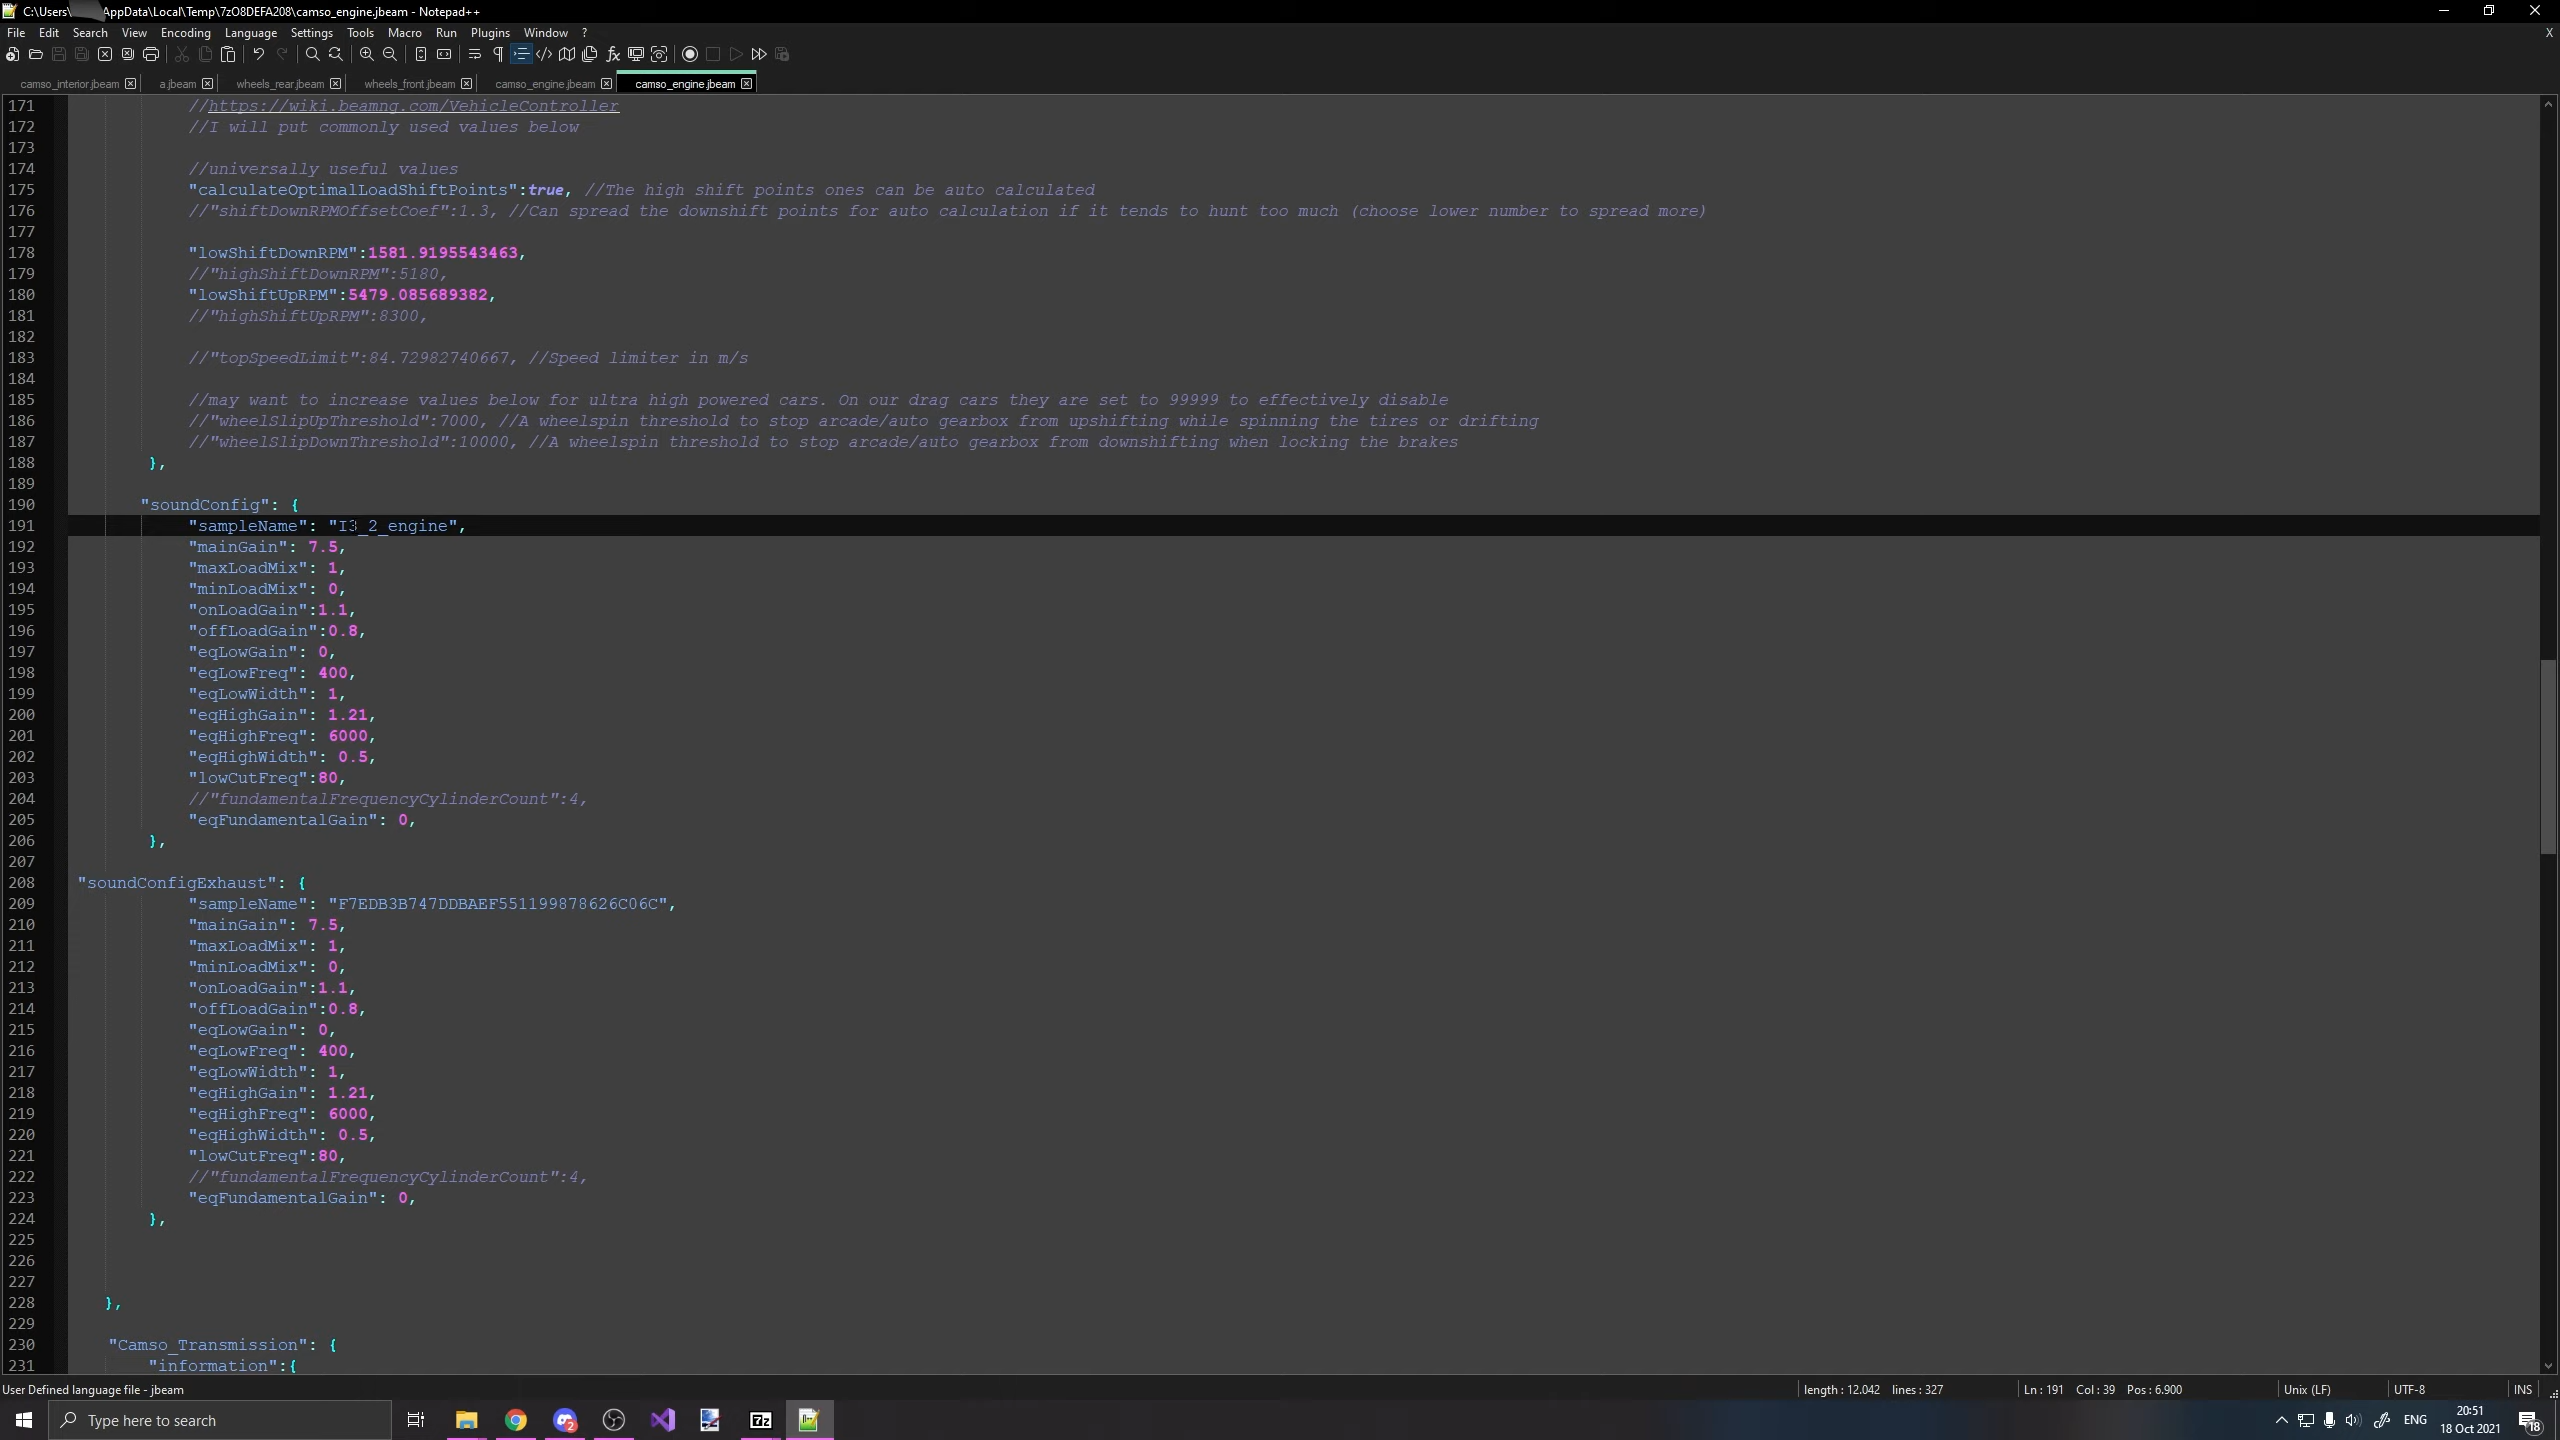 C:\Users\ AppData\Local\Temp\7zO8DEFA208\camso_engine.jbeam - Notepad++
File Edit Search View Encoding Language Settings Tools Macro Run Plugins Window ? X
camso_interior.jbeam a.jbeam wheels_rear.jbeam wheels_front.jbeam camso_engine.jbeam camso_engine.jbeam
171 //https://wiki.beamng.com/VehicleController
172 //I will put commonly used values below
173
174 //universally useful values
175 "calculateOptimalLoadShiftPoints":true, //The high shift points ones can be auto calculated
176 //"shiftDownRPMOffsetCoef":1.3, //Can spread the downshift points for auto calculation if it tends to hunt too much (choose lower number to spread more)
177
178 "lowShiftDownRPM":1581.9195543463,
179 //"highShiftDownRPM":5180,
180 "lowShiftUpRPM":5479.085689382,
181 //"highShiftUpRPM":8300,
182
183 //"topSpeedLimit":84.72982740667, //Speed limiter in m/s
184
185 //may want to increase values below for ultra high powered cars. On our drag cars they are set to 99999 to effectively disable
186 //"wheelSlipUpThreshold":7000, //A wheelspin threshold to stop arcade/auto gearbox from upshifting while spinning the tires or drifting
187 //"wheelSlipDownThreshold":10000, //A wheelspin threshold to stop arcade/auto gearbox from downshifting when locking the brakes
188 },
189
190 "soundConfig": {
191 "sampleName": "I3_2_engine",
192 "mainGain": 7.5,
193 "maxLoadMix": 1,
194 "minLoadMix": 0,
195 "onLoadGain":1.1,
196 "offLoadGain":0.8,
197 "eqLowGain": 0,
198 "eqLowFreq": 400,
199 "eqLowWidth": 1,
200 "eqHighGain": 1.21,
201 "eqHighFreq": 6000,
202 "eqHighWidth": 0.5,
203 "lowCutFreq":80,
204 //"fundamentalFrequencyCylinderCount":4,
205 "eqFundamentalGain": 0,
206 },
207
208 "soundConfigExhaust": {
209 "sampleName": "F7EDB3B747DDBAEF551199878626C06C",
210 "mainGain": 7.5,
211 "maxLoadMix": 1,
212 "minLoadMix": 0,
213 "onLoadGain":1.1,
214 "offLoadGain":0.8,
215 "eqLowGain": 0,
216 "eqLowFreq": 400,
217 "eqLowWidth": 1,
218 "eqHighGain": 1.21,
219 "eqHighFreq": 6000,
220 "eqHighWidth": 0.5,
221 "lowCutFreq":80,
222 //"fundamentalFrequencyCylinderCount":4,
223 "eqFundamentalGain": 0,
224 },
225
226
227
228 },
229
230 "Camso_Transmission": {
231 "information":{
User Defined language file - jbeam length : 12.042 lines : 327 Ln : 191 Col : 39 Pos : 6.900 Unix (LF) UTF-8 INS
Type here to search 2 7z ENG 20:51 18
18 Oct 2021